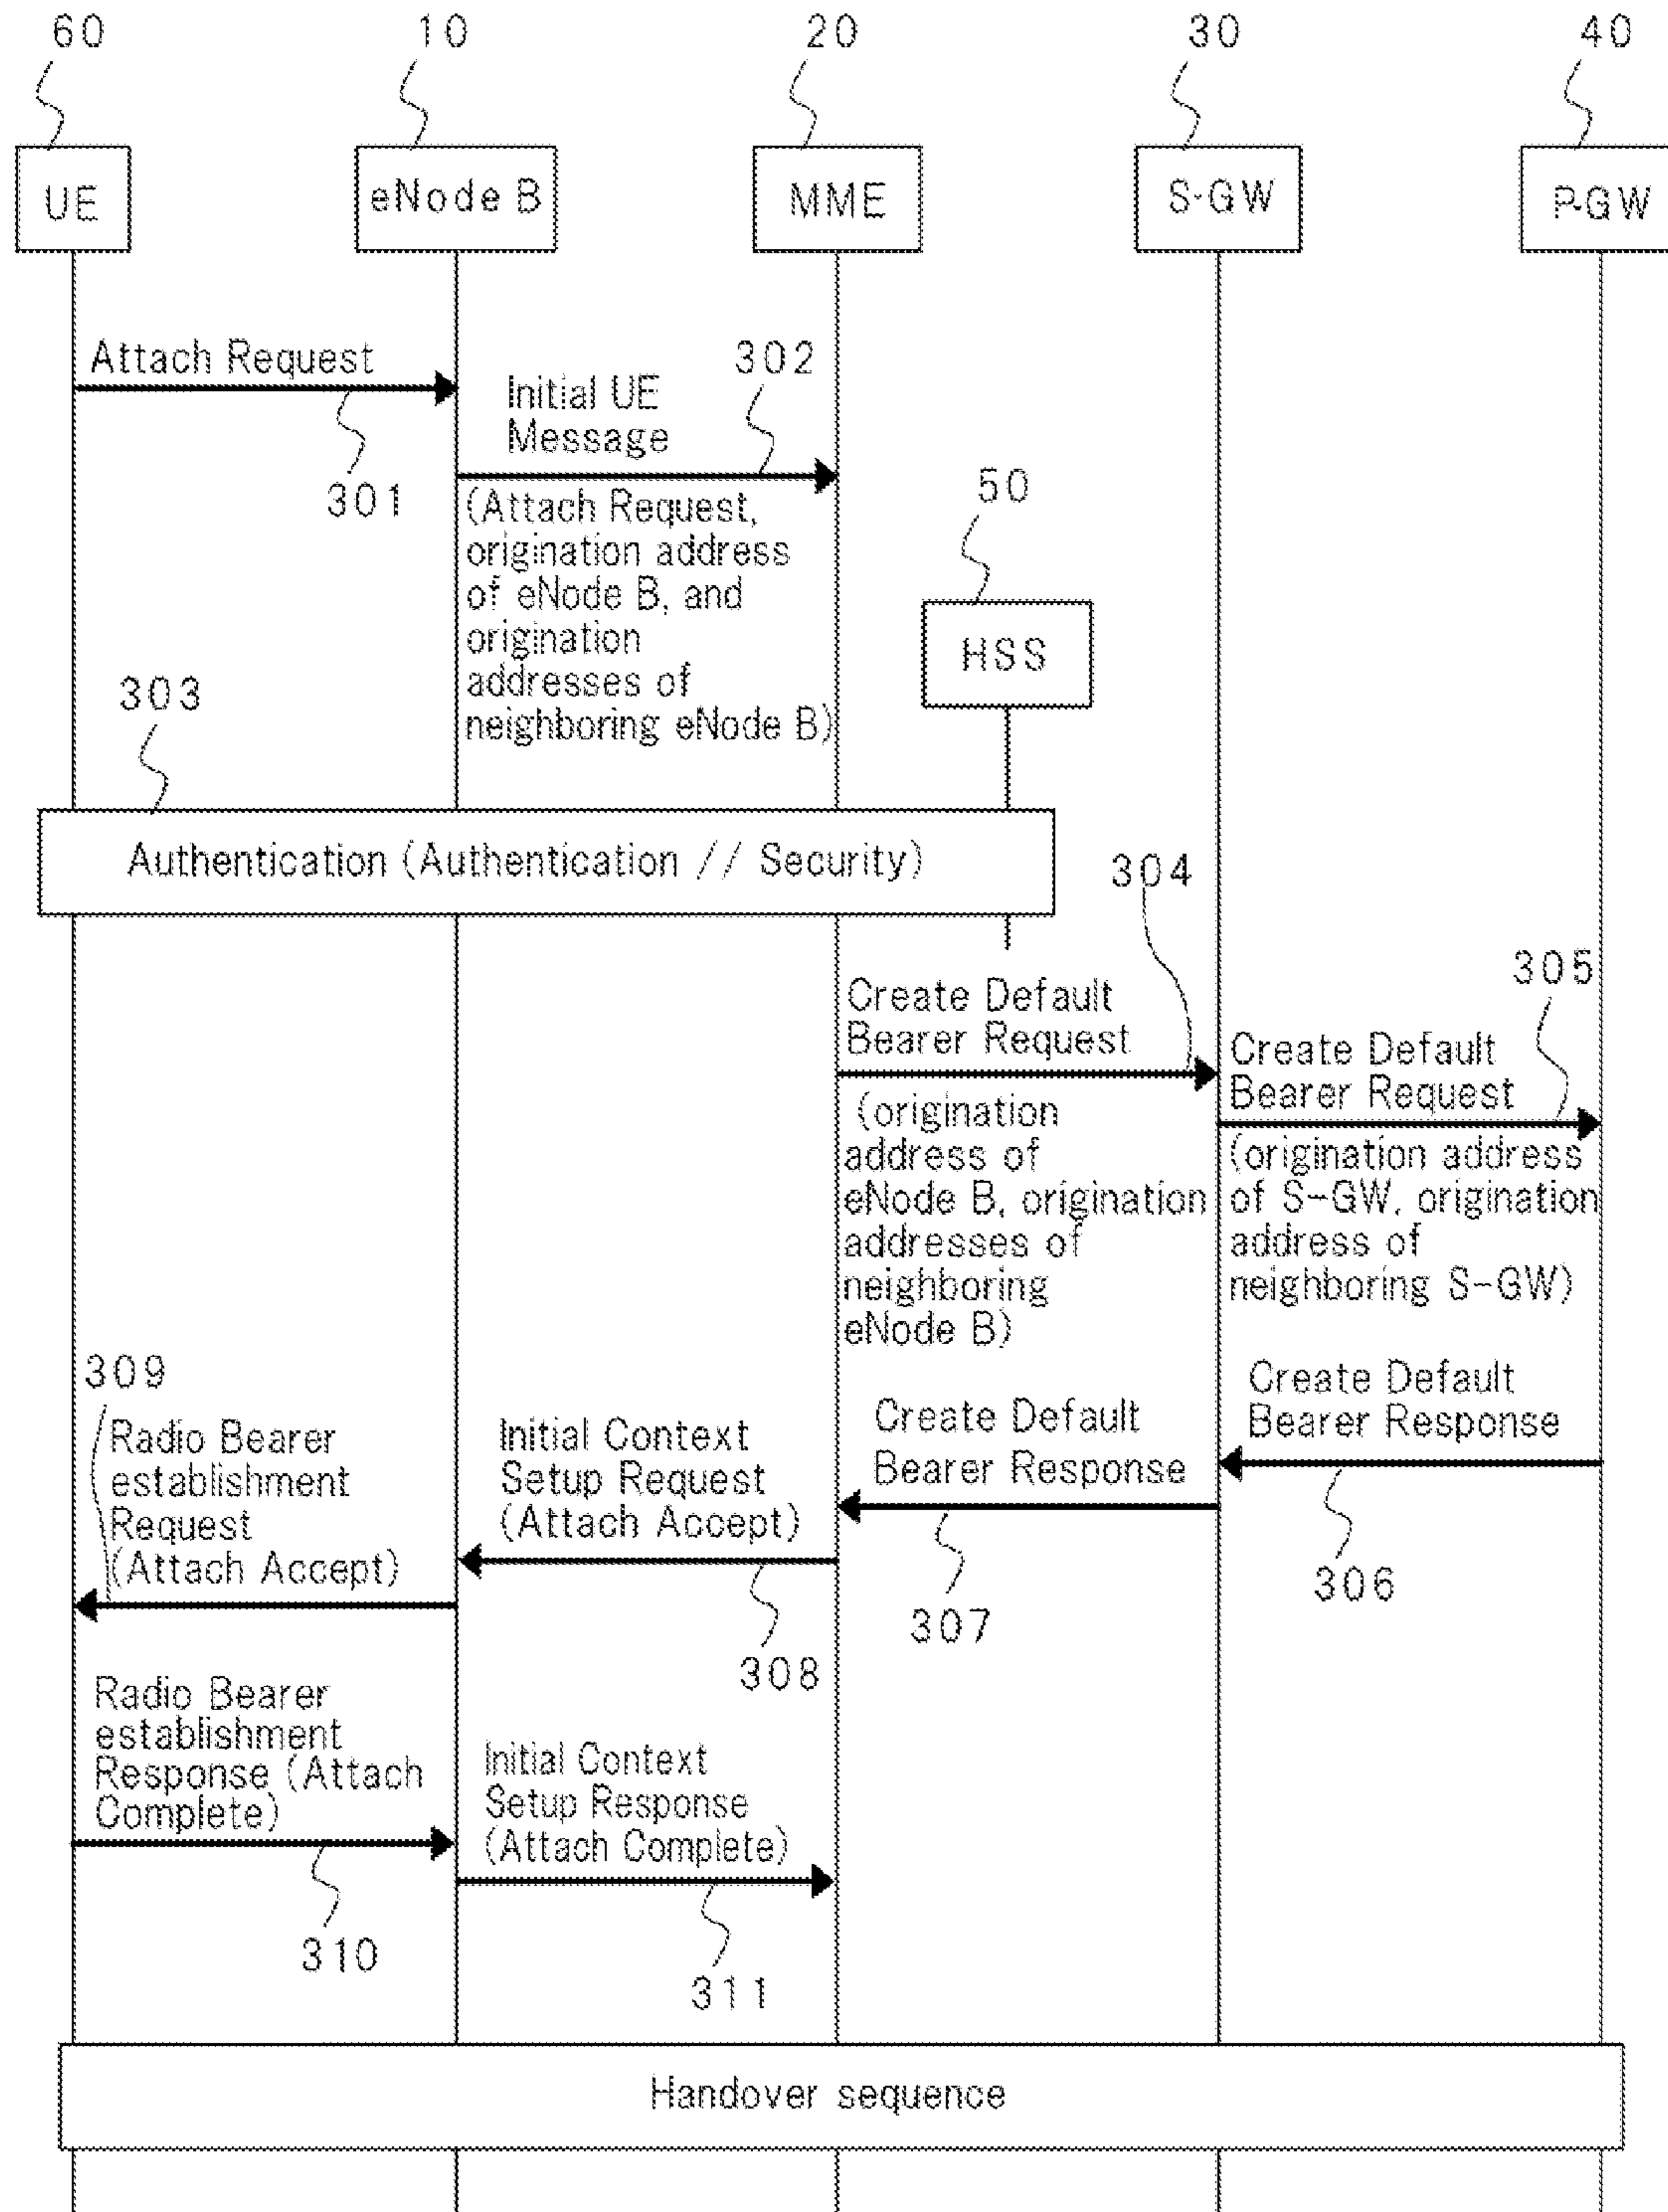 60
10
20
30
40
UE
eNode B
MME
S-GW
P-GW
Attach Request
301
302
Initial UE
Message
(Attach Request,
origination address
of eNode B, and
origination
addresses of
neighboring eNode B)
50
HSS
303
Authentication (Authentication // Security)
304
Create Default
Bearer Request
(origination
address of
eNode B, origination
addresses of
neighboring
eNode B)
305
Create Default
Bearer Request
(origination address
of S-GW, origination
address of
neighboring S-GW)
Create Default
Bearer Response
306
Create Default
Bearer Response
307
Initial Context
Setup Request
(Attach Accept)
308
309
Radio Bearer
establishment
Request
(Attach Accept)
Radio Bearer
establishment
Response (Attach
Complete)
310
Initial Context
Setup Response
(Attach Complete)
311
Handover sequence